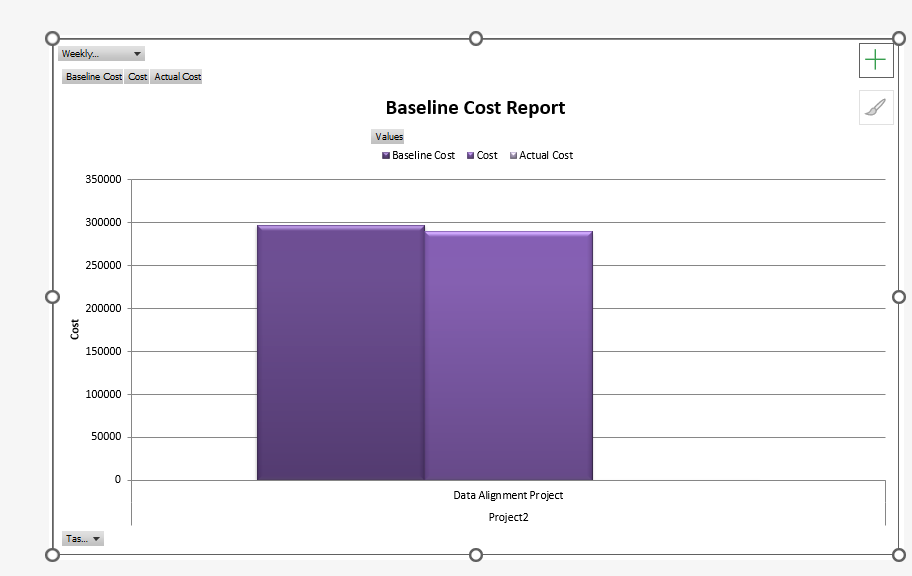 Weekly...
Baseline Cost Cost Actual Cost
Baseline Cost Report
Values
Baseline Cost Cost Actual Cost
350000
300000
250000
200000
150000
100000
50000
0
Cost
Data Alignment Project
Project2
Tas...